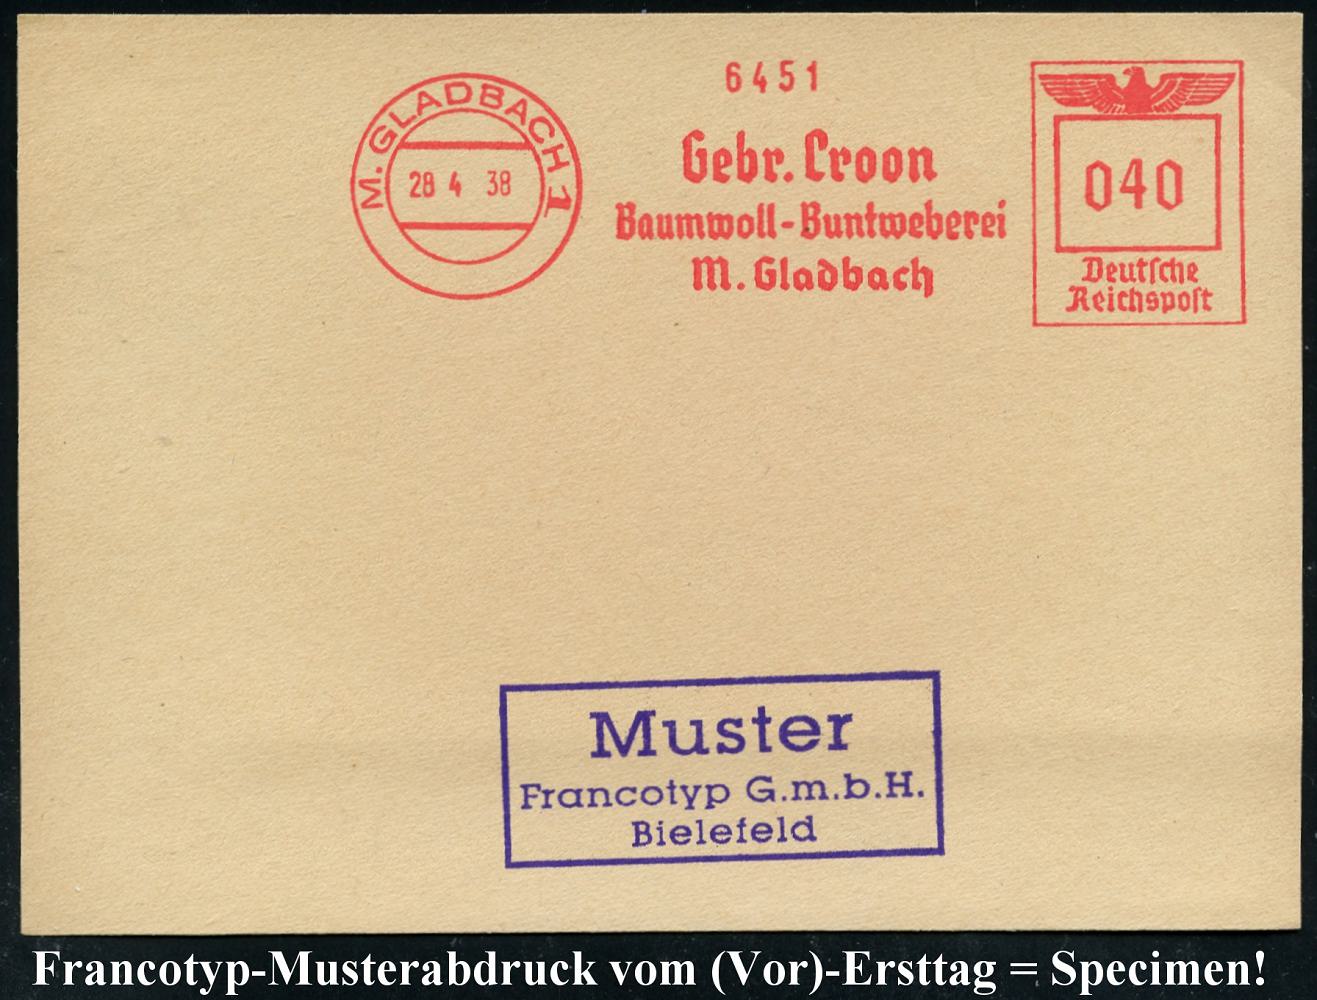 M. GLADBACH 1
28 4 38
6451
Gebr. Croon
Baumwoll-Buntweberei
M. Gladbach
040
Deutſche
Reichspoſt
Muster
Francotyp G.m.b.H.
Bielefeld
Francotyp-Musterabdruck vom (Vor)-Ersttag = Specimen!